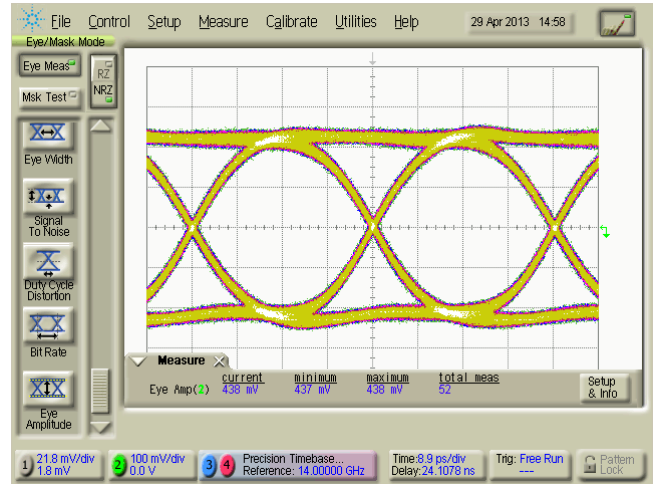 File Control Setup Measure Calibrate Utilities Help 29 Apr 2013 14:58
Eye/Mask Mode
Eye Meas
RZ
NRZ
Msk Test
Eye Width
Signal
To Noise
Duty Cycle
Distortion
Bit Rate
Eye
Amplitude
Measure
current minimum maximum total meas
Eye Amp(2) 438 mV 437 mV 438 mV 52
Setup
& Info
1 21.8 mV/div
1.8 mV
2 100 mV/div
0.0 V
3 4 Precision Timebase...
Reference: 14.00000 GHz
Time:8.9 ps/div
Delay:24.1078 ns
Trig: Free Run
---
Pattern
Lock